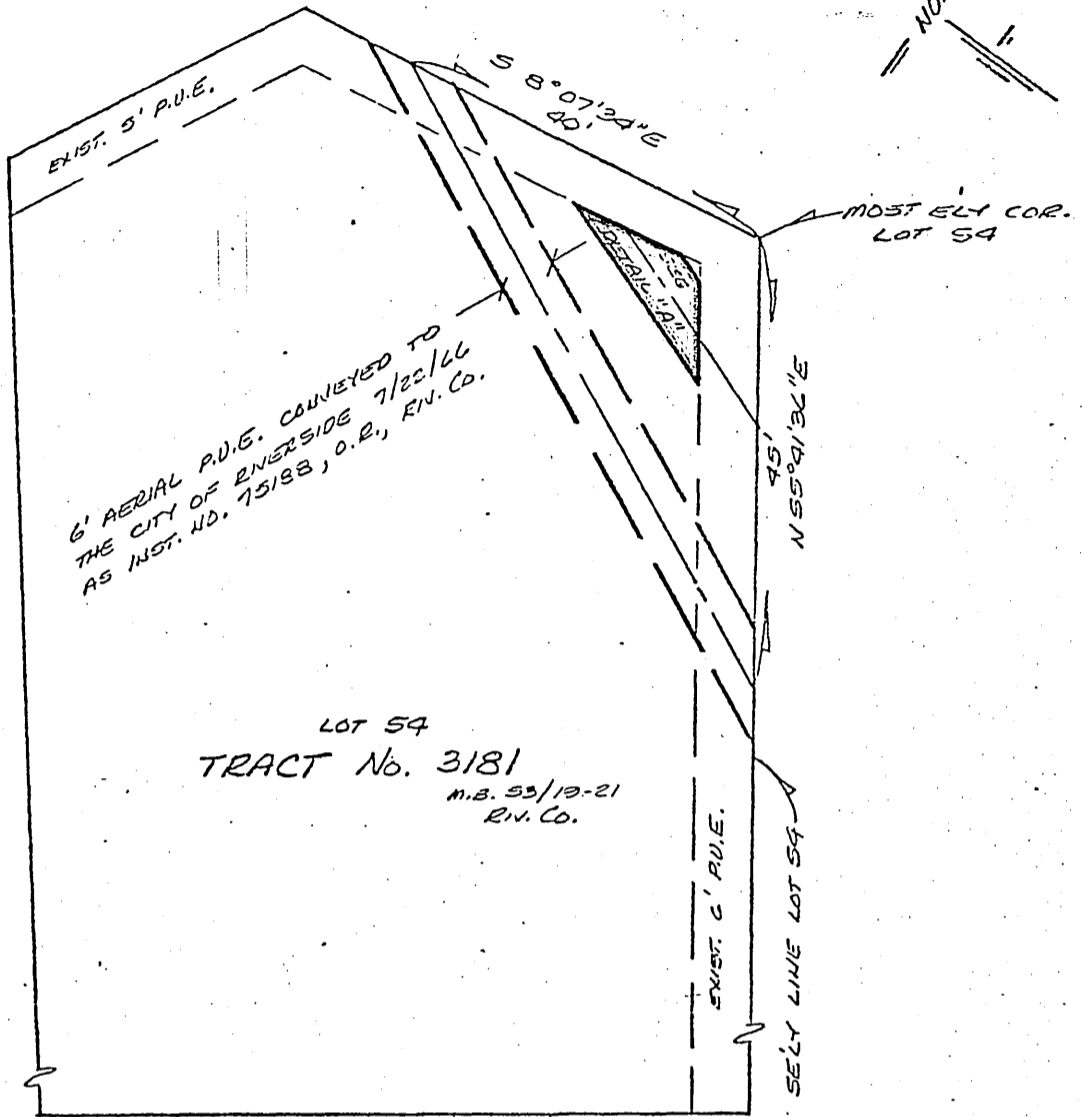 NO.
EXIST. 5' P.U.E.
S 8°07'34"E
40'
MOST E'LY COR.
LOT 54
SEE
DETAIL "A"
6' AERIAL P.U.E. CONVEYED TO
THE CITY OF RIVERSIDE 7/22/66
AS INST. NO. 75188, O.R., RIV. CO.
45'
N 55°41'36"E
LOT 54
TRACT No. 3181
M.B. 53/19-21
RIV. CO.
EXIST. 6' P.U.E.
SE'LY LINE LOT 54